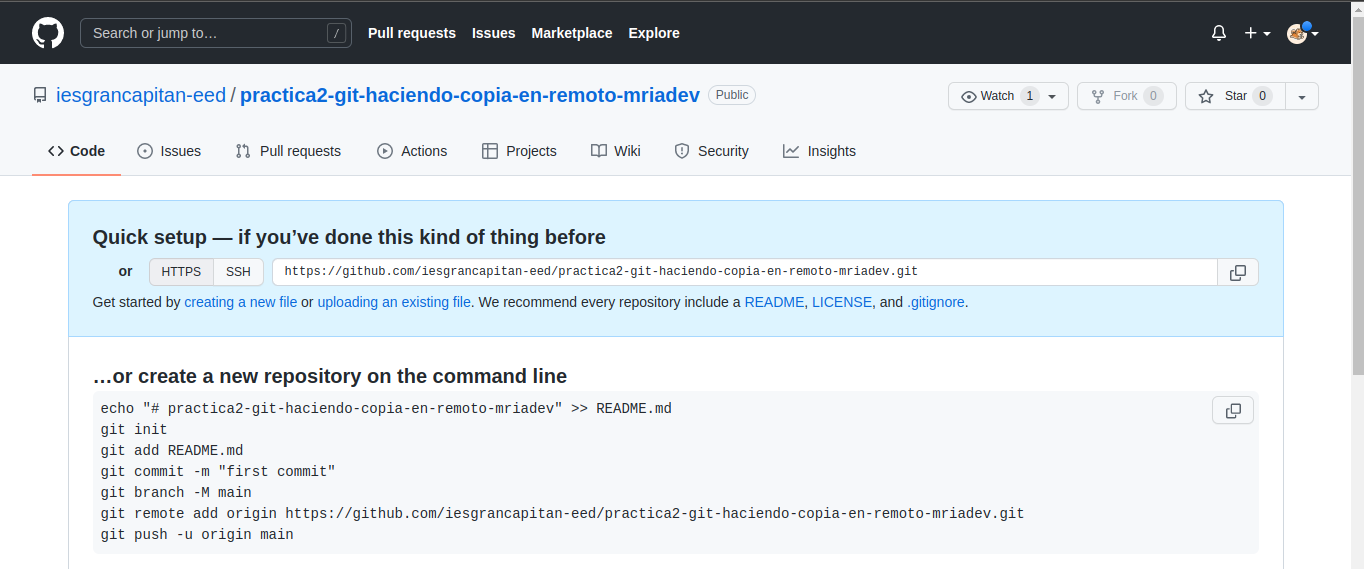 Search or jump to… / Pull requests Issues Marketplace Explore
iesgrancapitan-eed / practica2-git-haciendo-copia-en-remoto-mriadev Public Watch 1 Fork 0 Star 0
Code Issues Pull requests Actions Projects Wiki Security Insights
Quick setup — if you’ve done this kind of thing before
or HTTPS SSH https://github.com/iesgrancapitan-eed/practica2-git-haciendo-copia-en-remoto-mriadev.git
Get started by creating a new file or uploading an existing file. We recommend every repository include a README, LICENSE, and .gitignore.
…or create a new repository on the command line
echo "# practica2-git-haciendo-copia-en-remoto-mriadev" >> README.md
git init
git add README.md
git commit -m "first commit"
git branch -M main
git remote add origin https://github.com/iesgrancapitan-eed/practica2-git-haciendo-copia-en-remoto-mriadev.git
git push -u origin main